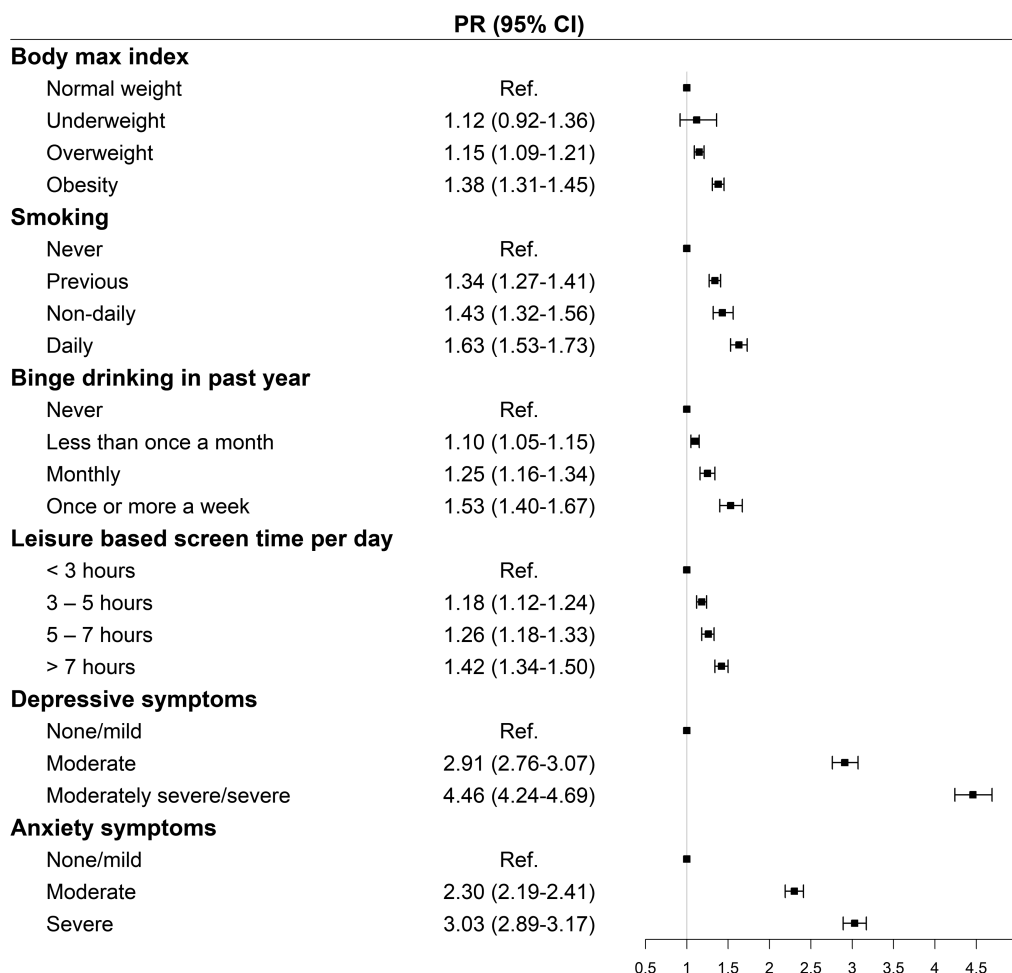 PR (95% CI)
Body max index
Normal weight Ref.
Underweight 1.12 (0.92-1.36)
Overweight 1.15 (1.09-1.21)
Obesity 1.38 (1.31-1.45)
Smoking
Never Ref.
Previous 1.34 (1.27-1.41)
Non-daily 1.43 (1.32-1.56)
Daily 1.63 (1.53-1.73)
Binge drinking in past year
Never Ref.
Less than once a month 1.10 (1.05-1.15)
Monthly 1.25 (1.16-1.34)
Once or more a week 1.53 (1.40-1.67)
Leisure based screen time per day
< 3 hours Ref.
3 – 5 hours 1.18 (1.12-1.24)
5 – 7 hours 1.26 (1.18-1.33)
> 7 hours 1.42 (1.34-1.50)
Depressive symptoms
None/mild Ref.
Moderate 2.91 (2.76-3.07)
Moderately severe/severe 4.46 (4.24-4.69)
Anxiety symptoms
None/mild Ref.
Moderate 2.30 (2.19-2.41)
Severe 3.03 (2.89-3.17)
0.5 1 1.5 2 2.5 3 3.5 4 4.5